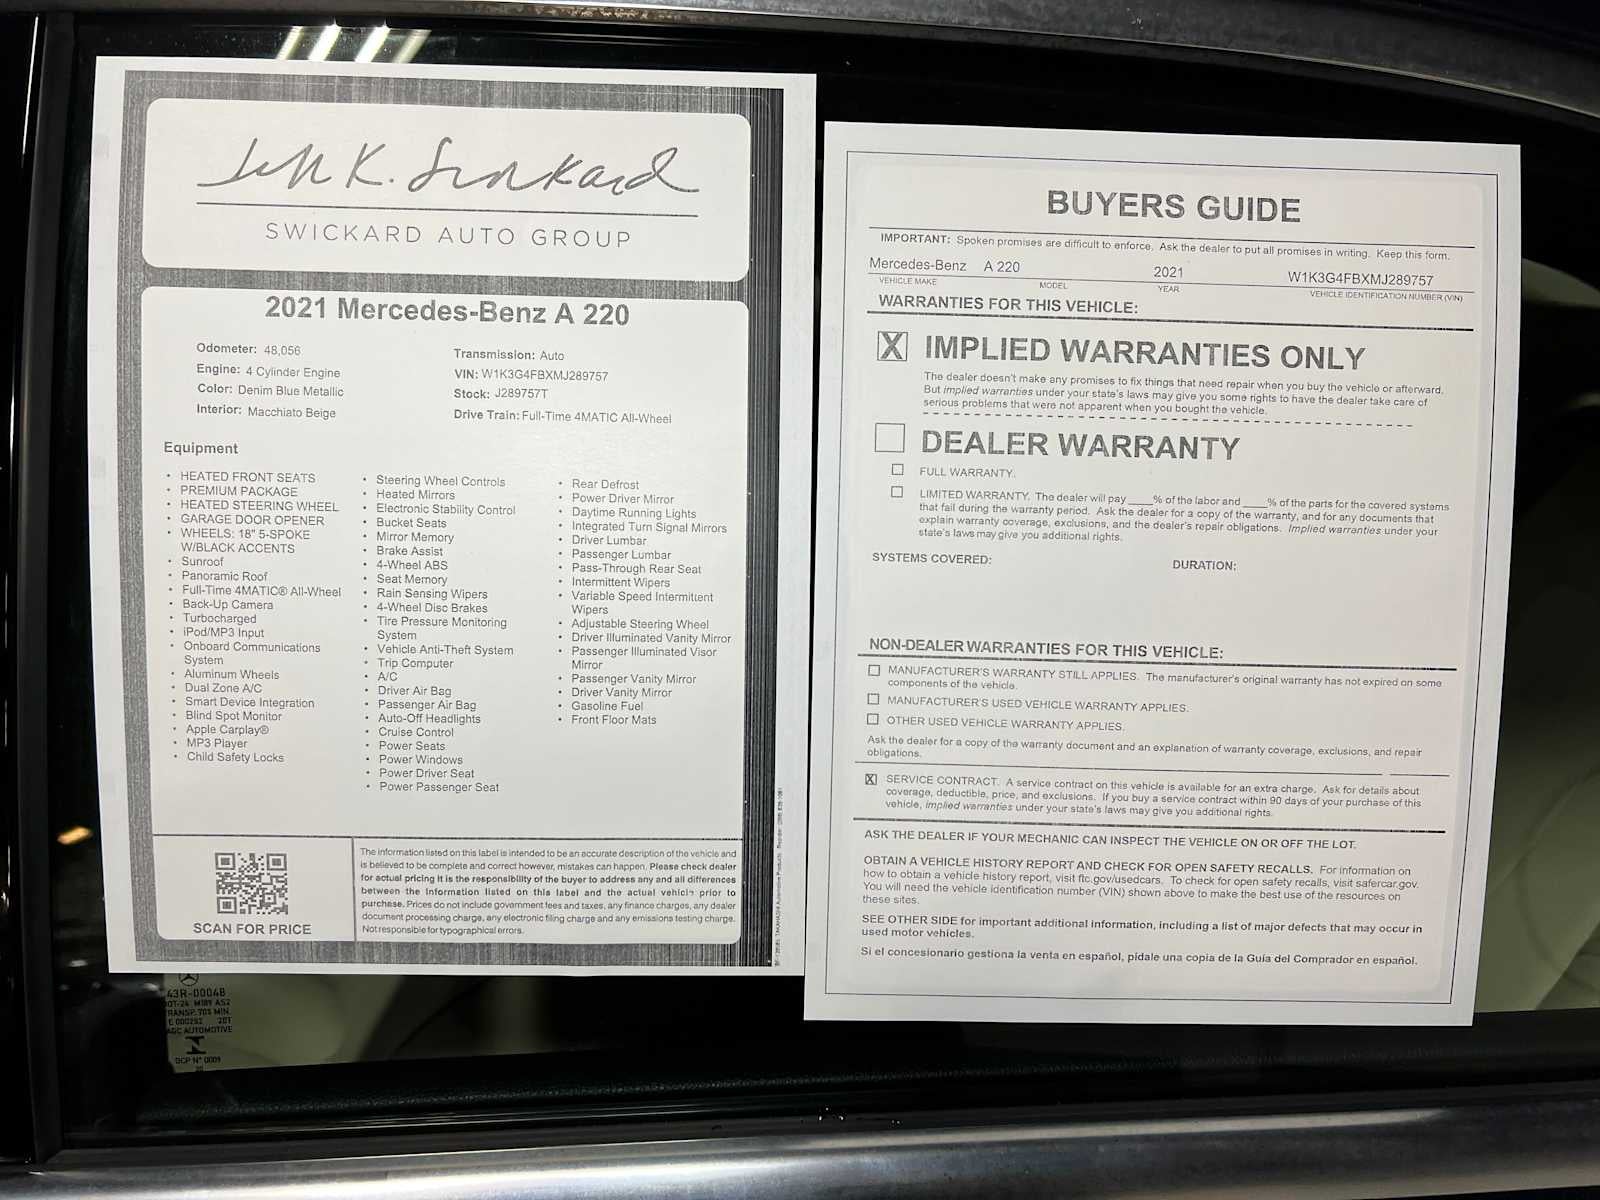 Jeff K. Swickard
SWICKARD AUTO GROUP
2021 Mercedes-Benz A 220
Odometer: 48,056
Engine: 4 Cylinder Engine
Color: Denim Blue Metallic
Interior: Macchiato Beige
Transmission: Auto
VIN: W1K3G4FBXMJ289757
Stock: J289757T
Drive Train: Full-Time 4MATIC All-Wheel
Equipment
• HEATED FRONT SEATS
• PREMIUM PACKAGE
• HEATED STEERING WHEEL
• GARAGE DOOR OPENER
• WHEELS: 18" 5-SPOKE
W/BLACK ACCENTS
• Sunroof
• Panoramic Roof
• Full-Time 4MATIC® All-Wheel
• Back-Up Camera
• Turbocharged
• iPod/MP3 Input
• Onboard Communications
System
• Aluminum Wheels
• Dual Zone A/C
• Smart Device Integration
• Blind Spot Monitor
• Apple Carplay®
• MP3 Player
• Child Safety Locks
• Steering Wheel Controls
• Heated Mirrors
• Electronic Stability Control
• Bucket Seats
• Mirror Memory
• Brake Assist
• 4-Wheel ABS
• Seat Memory
• Rain Sensing Wipers
• 4-Wheel Disc Brakes
• Tire Pressure Monitoring
System
• Vehicle Anti-Theft System
• Trip Computer
• A/C
• Driver Air Bag
• Passenger Air Bag
• Auto-Off Headlights
• Cruise Control
• Power Seats
• Power Windows
• Power Driver Seat
• Power Passenger Seat
• Rear Defrost
• Power Driver Mirror
• Daytime Running Lights
• Integrated Turn Signal Mirrors
• Driver Lumbar
• Passenger Lumbar
• Pass-Through Rear Seat
• Intermittent Wipers
• Variable Speed Intermittent
Wipers
• Adjustable Steering Wheel
• Driver Illuminated Vanity Mirror
• Passenger Illuminated Visor
Mirror
• Passenger Vanity Mirror
• Driver Vanity Mirror
• Gasoline Fuel
• Front Floor Mats
SCAN FOR PRICE
The information listed on this label is intended to be an accurate description of the vehicle and
is believed to be complete and correct however, mistakes can happen. Please check dealer
for actual pricing It is the responsibility of the buyer to address any and all differences
between the information listed on this label and the actual vehicle prior to
purchase. Prices do not include government fees and taxes, any finance charges, any dealer
document processing charge, any electronic filing charge and any emissions testing charge.
Not responsible for typographical errors.
43R-00048
TRANSP. 70% MIN.
AGC AUTOMOTIVE
DCP N° 0009
BUYERS GUIDE
IMPORTANT: Spoken promises are difficult to enforce. Ask the dealer to put all promises in writing. Keep this form.
Mercedes-Benz A 220 2021 W1K3G4FBXMJ289757
VEHICLE MAKE MODEL YEAR VEHICLE IDENTIFICATION NUMBER (VIN)
WARRANTIES FOR THIS VEHICLE:
X IMPLIED WARRANTIES ONLY
The dealer doesn't make any promises to fix things that need repair when you buy the vehicle or afterward.
But implied warranties under your state's laws may give you some rights to have the dealer take care of
serious problems that were not apparent when you bought the vehicle.
DEALER WARRANTY
FULL WARRANTY.
LIMITED WARRANTY. The dealer will pay ____% of the labor and ____% of the parts for the covered systems
that fail during the warranty period. Ask the dealer for a copy of the warranty, and for any documents that
explain warranty coverage, exclusions, and the dealer's repair obligations. Implied warranties under your
state's laws may give you additional rights.
SYSTEMS COVERED: DURATION:
NON-DEALER WARRANTIES FOR THIS VEHICLE:
MANUFACTURER'S WARRANTY STILL APPLIES. The manufacturer's original warranty has not expired on some
components of the vehicle.
MANUFACTURER'S USED VEHICLE WARRANTY APPLIES.
OTHER USED VEHICLE WARRANTY APPLIES.
Ask the dealer for a copy of the warranty document and an explanation of warranty coverage, exclusions, and repair
obligations.
X SERVICE CONTRACT. A service contract on this vehicle is available for an extra charge. Ask for details about
coverage, deductible, price, and exclusions. If you buy a service contract within 90 days of your purchase of this
vehicle, implied warranties under your state's laws may give you additional rights.
ASK THE DEALER IF YOUR MECHANIC CAN INSPECT THE VEHICLE ON OR OFF THE LOT.
OBTAIN A VEHICLE HISTORY REPORT AND CHECK FOR OPEN SAFETY RECALLS. For information on
how to obtain a vehicle history report, visit ftc.gov/usedcars. To check for open safety recalls, visit safercar.gov.
You will need the vehicle identification number (VIN) shown above to make the best use of the resources on
these sites.
SEE OTHER SIDE for important additional information, including a list of major defects that may occur in
used motor vehicles.
Si el concesionario gestiona la venta en español, pídale una copia de la Guía del Comprador en español.